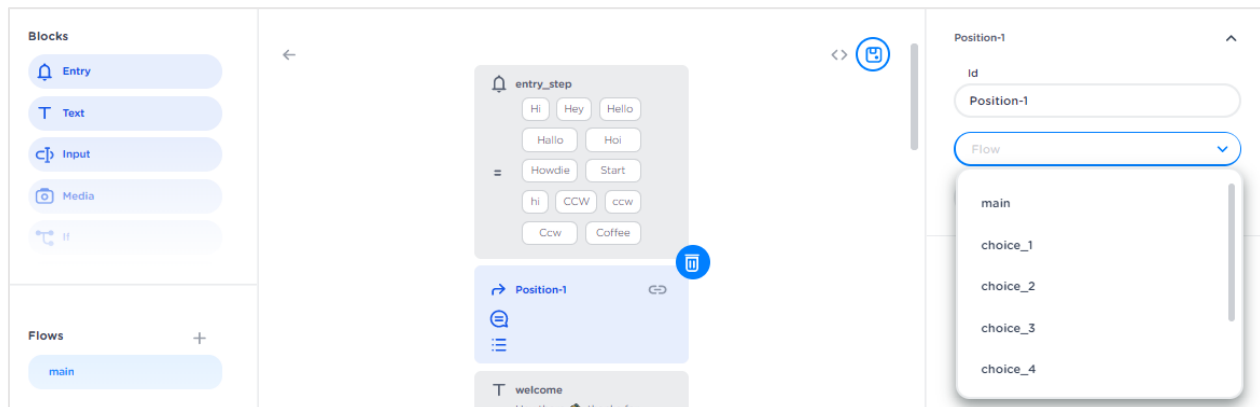 Blocks
Entry
Text
Input
Media
If
Flows
+
main
entry_step
Hi Hey Hello
Hallo Hoi
= Howdie Start
hi CCW ccw
Ccw Coffee
Position-1
welcome
<>
Position-1
Id
Position-1
Flow
main
choice_1
choice_2
choice_3
choice_4